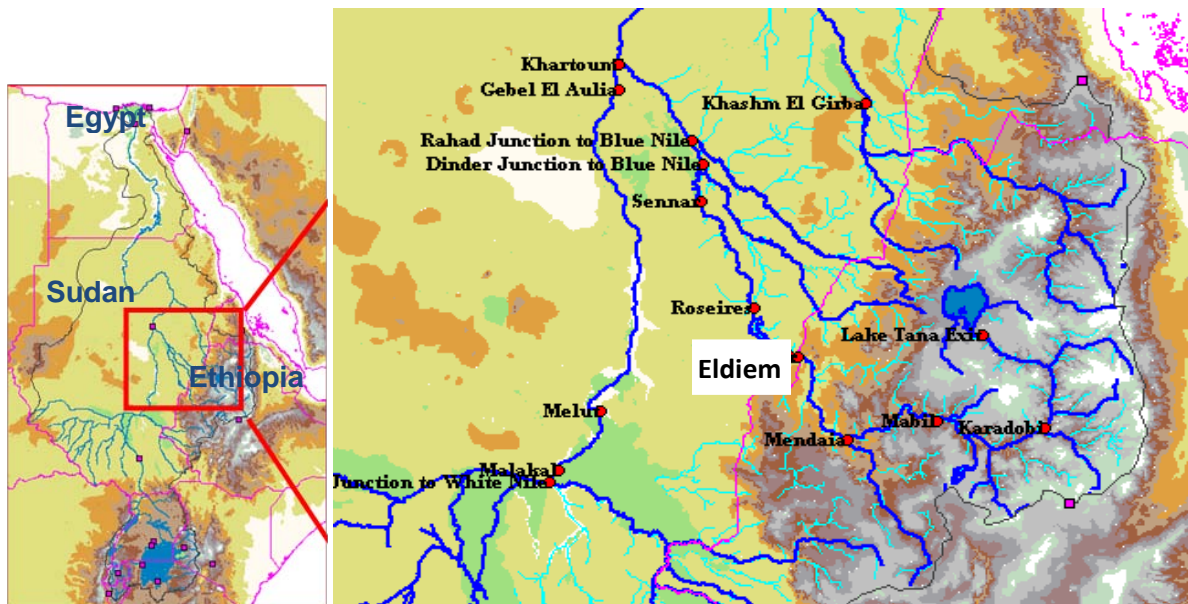 Egypt
Sudan
Ethiopia
Khartoum
Gebel El Aulia
Khashm El Girba
Rahad Junction to Blue Nile
Dinder Junction to Blue Nile
Sennar
Roseires
Lake Tana Exit
Eldiem
Melut
Mabil
Karadobi
Mendaia
Malakal
Junction to White Nile